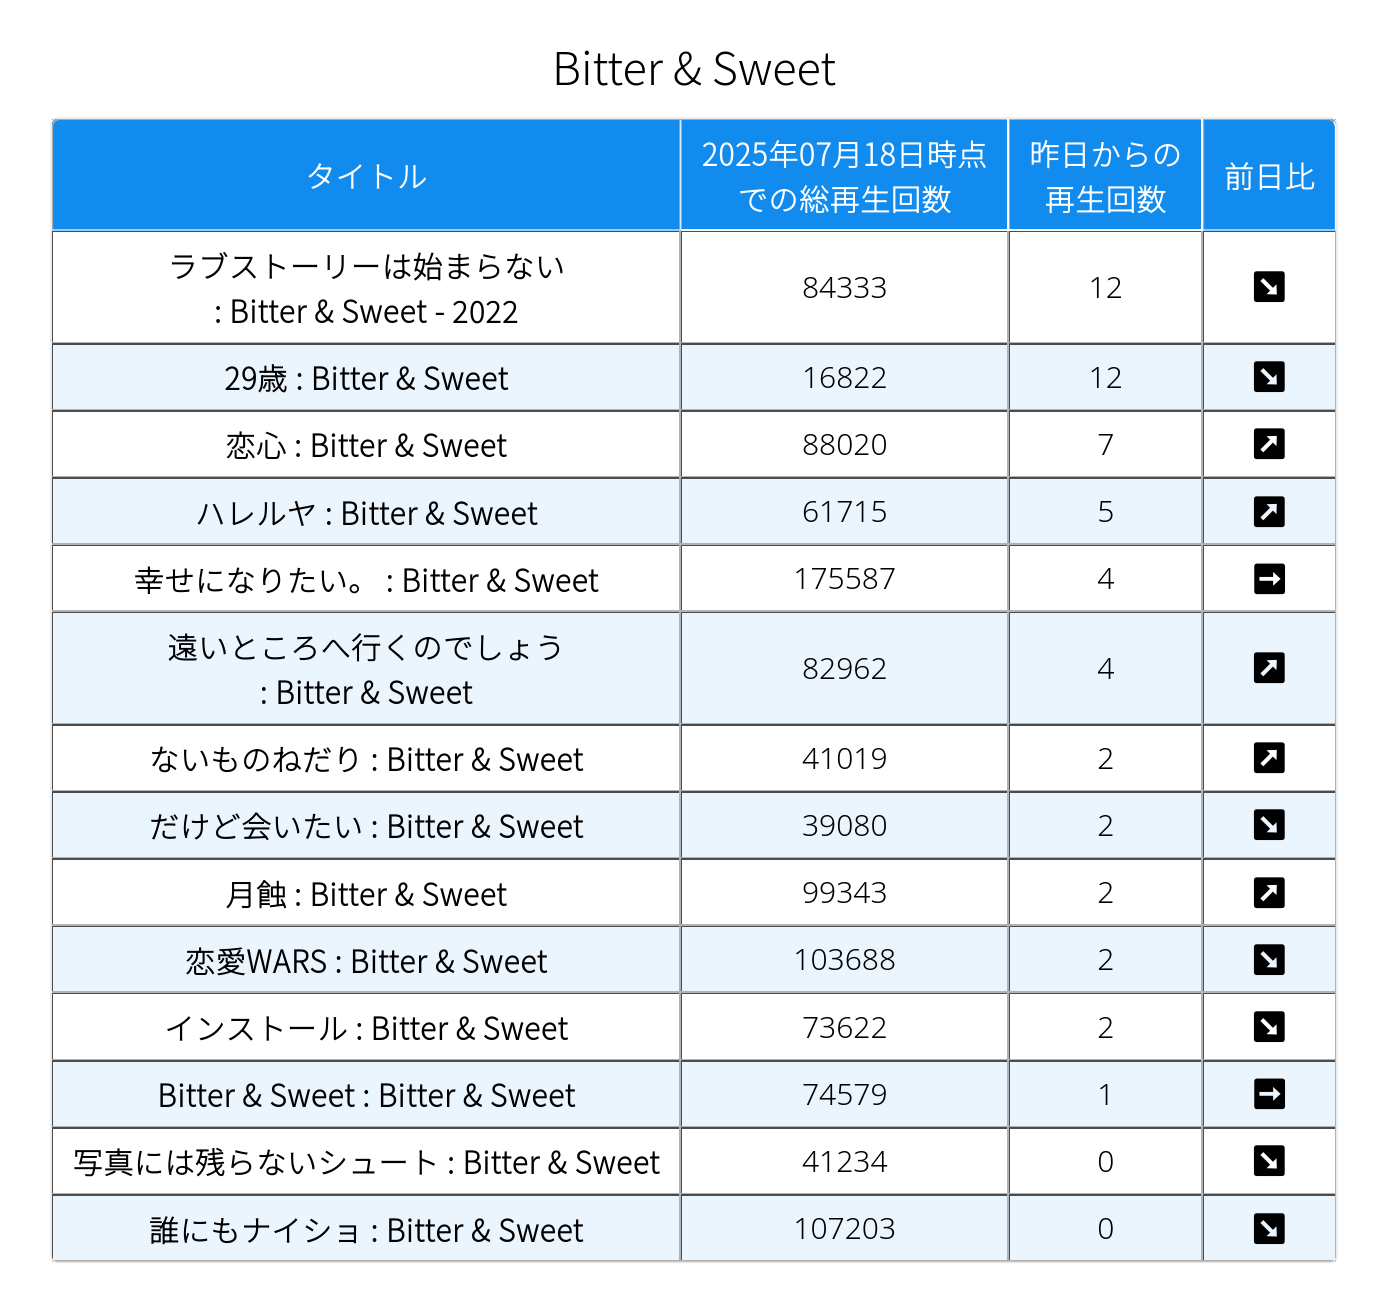 Bitter & Sweet
タイトル
2025年07月18日時点
での総再生回数
昨日からの
再生回数
前日比
ラブストーリーは始まらない
: Bitter & Sweet - 2022
84333
12
29歳 : Bitter & Sweet
16822
12
恋心 : Bitter & Sweet
88020
7
ハレルヤ : Bitter & Sweet
61715
5
幸せになりたい。 : Bitter & Sweet
175587
4
遠いところへ行くのでしょう
: Bitter & Sweet
82962
4
ないものねだり : Bitter & Sweet
41019
2
だけど会いたい : Bitter & Sweet
39080
2
月蝕 : Bitter & Sweet
99343
2
恋愛WARS : Bitter & Sweet
103688
2
インストール : Bitter & Sweet
73622
2
Bitter & Sweet : Bitter & Sweet
74579
1
写真には残らないシュート : Bitter & Sweet
41234
0
誰にもナイショ : Bitter & Sweet
107203
0